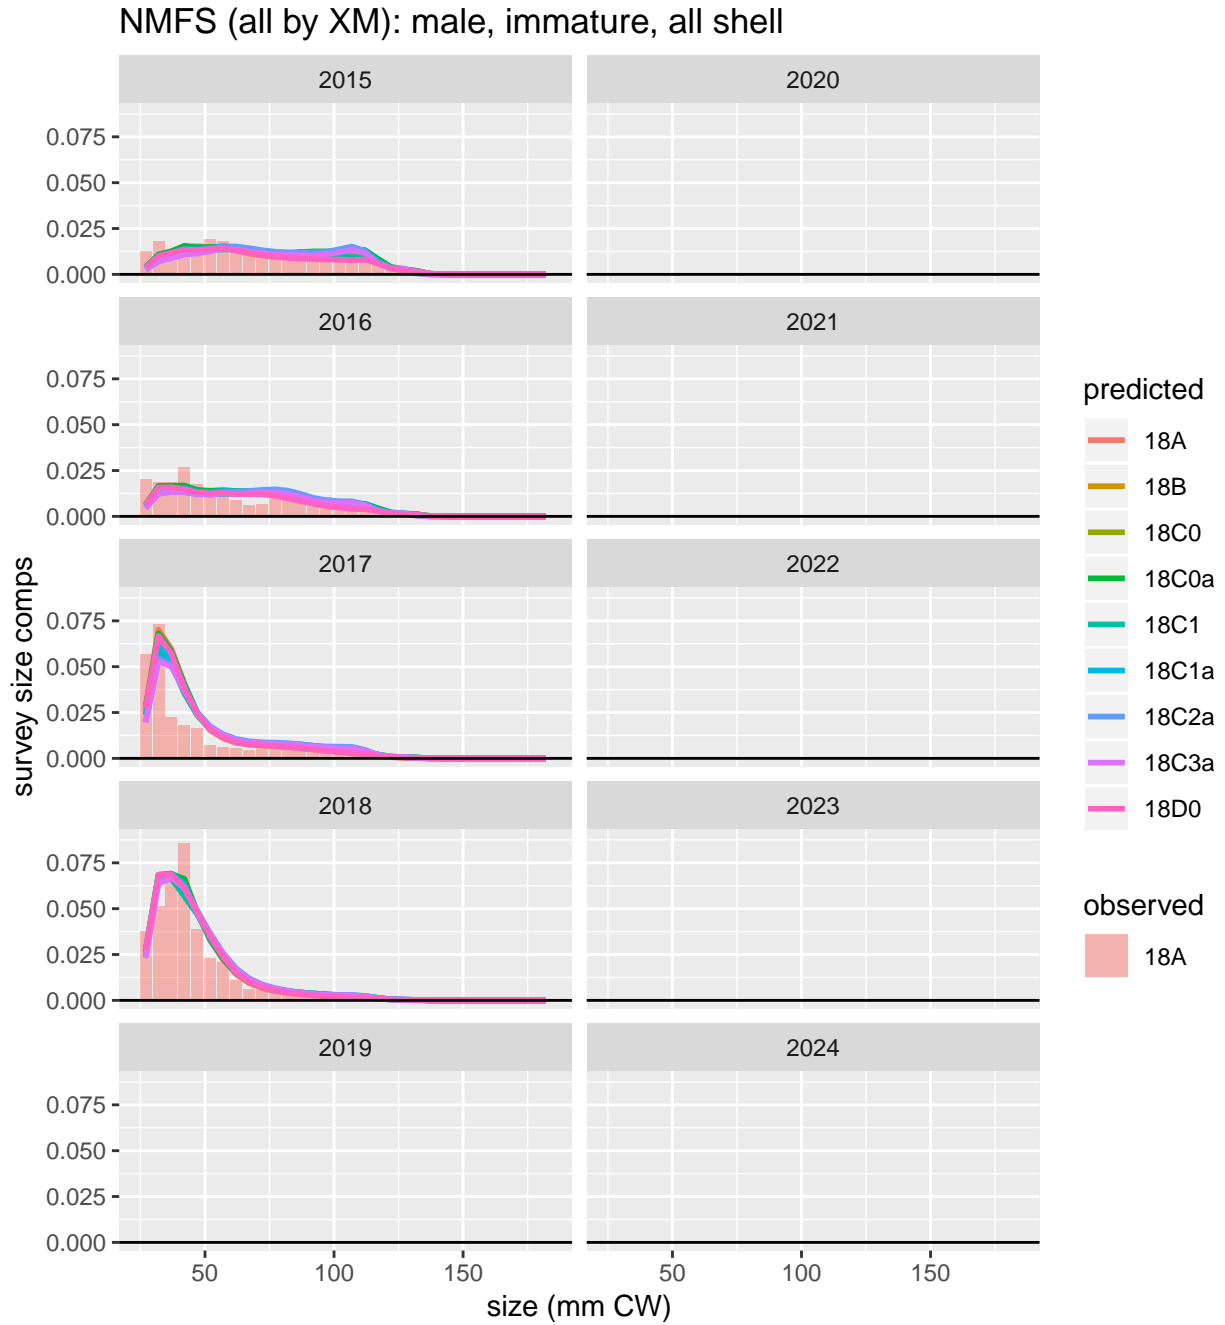 NMFS (all by XM): male, immature, all shell
2015
2020
0.075
0.050
0.025
0.000
2016
2021
0.075
0.050
0.025
0.000
2017
2022
0.075
0.050
0.025
0.000
2018
2023
0.075
0.050
0.025
0.000
2019
2024
0.075
0.050
0.025
0.000
50
100
150
50
100
150
size (mm CW)
survey size comps
predicted
18A
18B
18C0
18C0a
18C1
18C1a
18C2a
18C3a
18D0
observed
18A